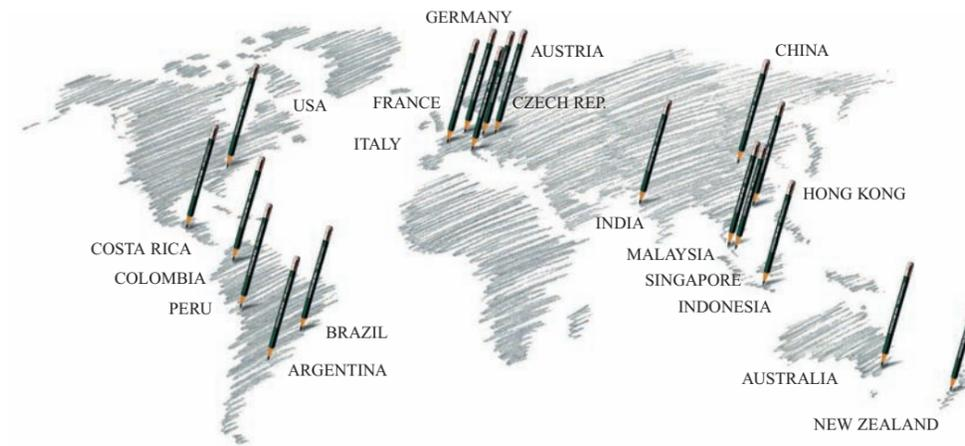 GERMANY
AUSTRIA
CHINA
USA
FRANCE
CZECH REP.
ITALY
HONG KONG
INDIA
COSTA RICA
MALAYSIA
COLOMBIA
SINGAPORE
PERU
INDONESIA
BRAZIL
ARGENTINA
AUSTRALIA
NEW ZEALAND